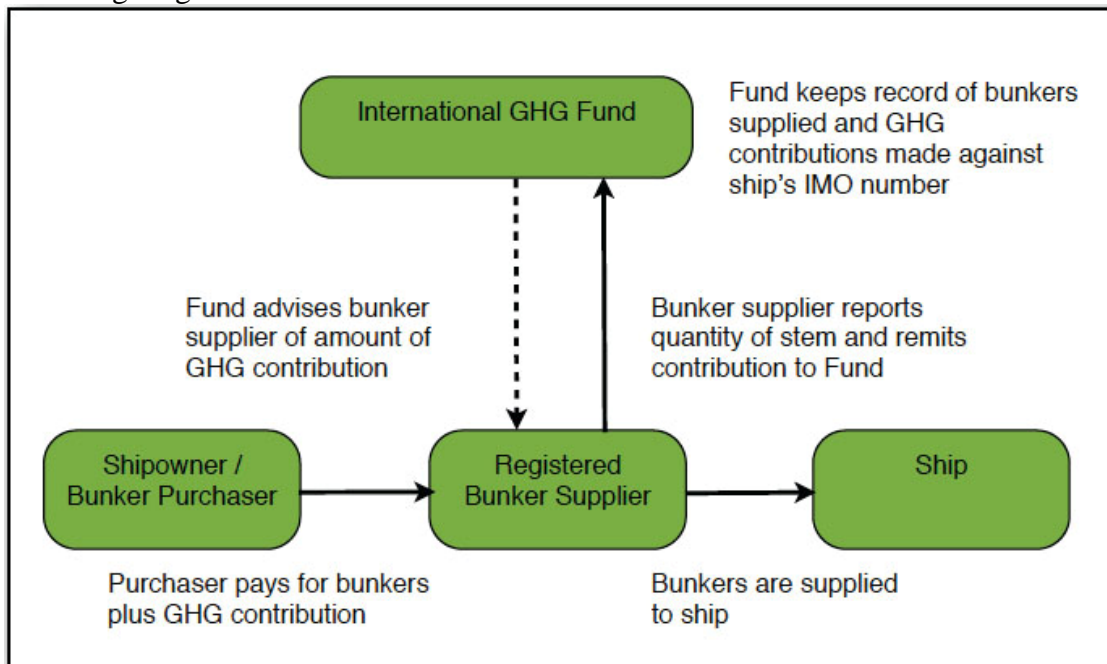 International GHG Fund
Fund keeps record of bunkers
supplied and GHG
contributions made against
ship's IMO number
Fund advises bunker
supplier of amount of
GHG contribution
Bunker supplier reports
quantity of stem and remits
contribution to Fund
Shipowner /
Bunker Purchaser
Registered
Bunker Supplier
Ship
Purchaser pays for bunkers
plus GHG contribution
Bunkers are supplied
to ship